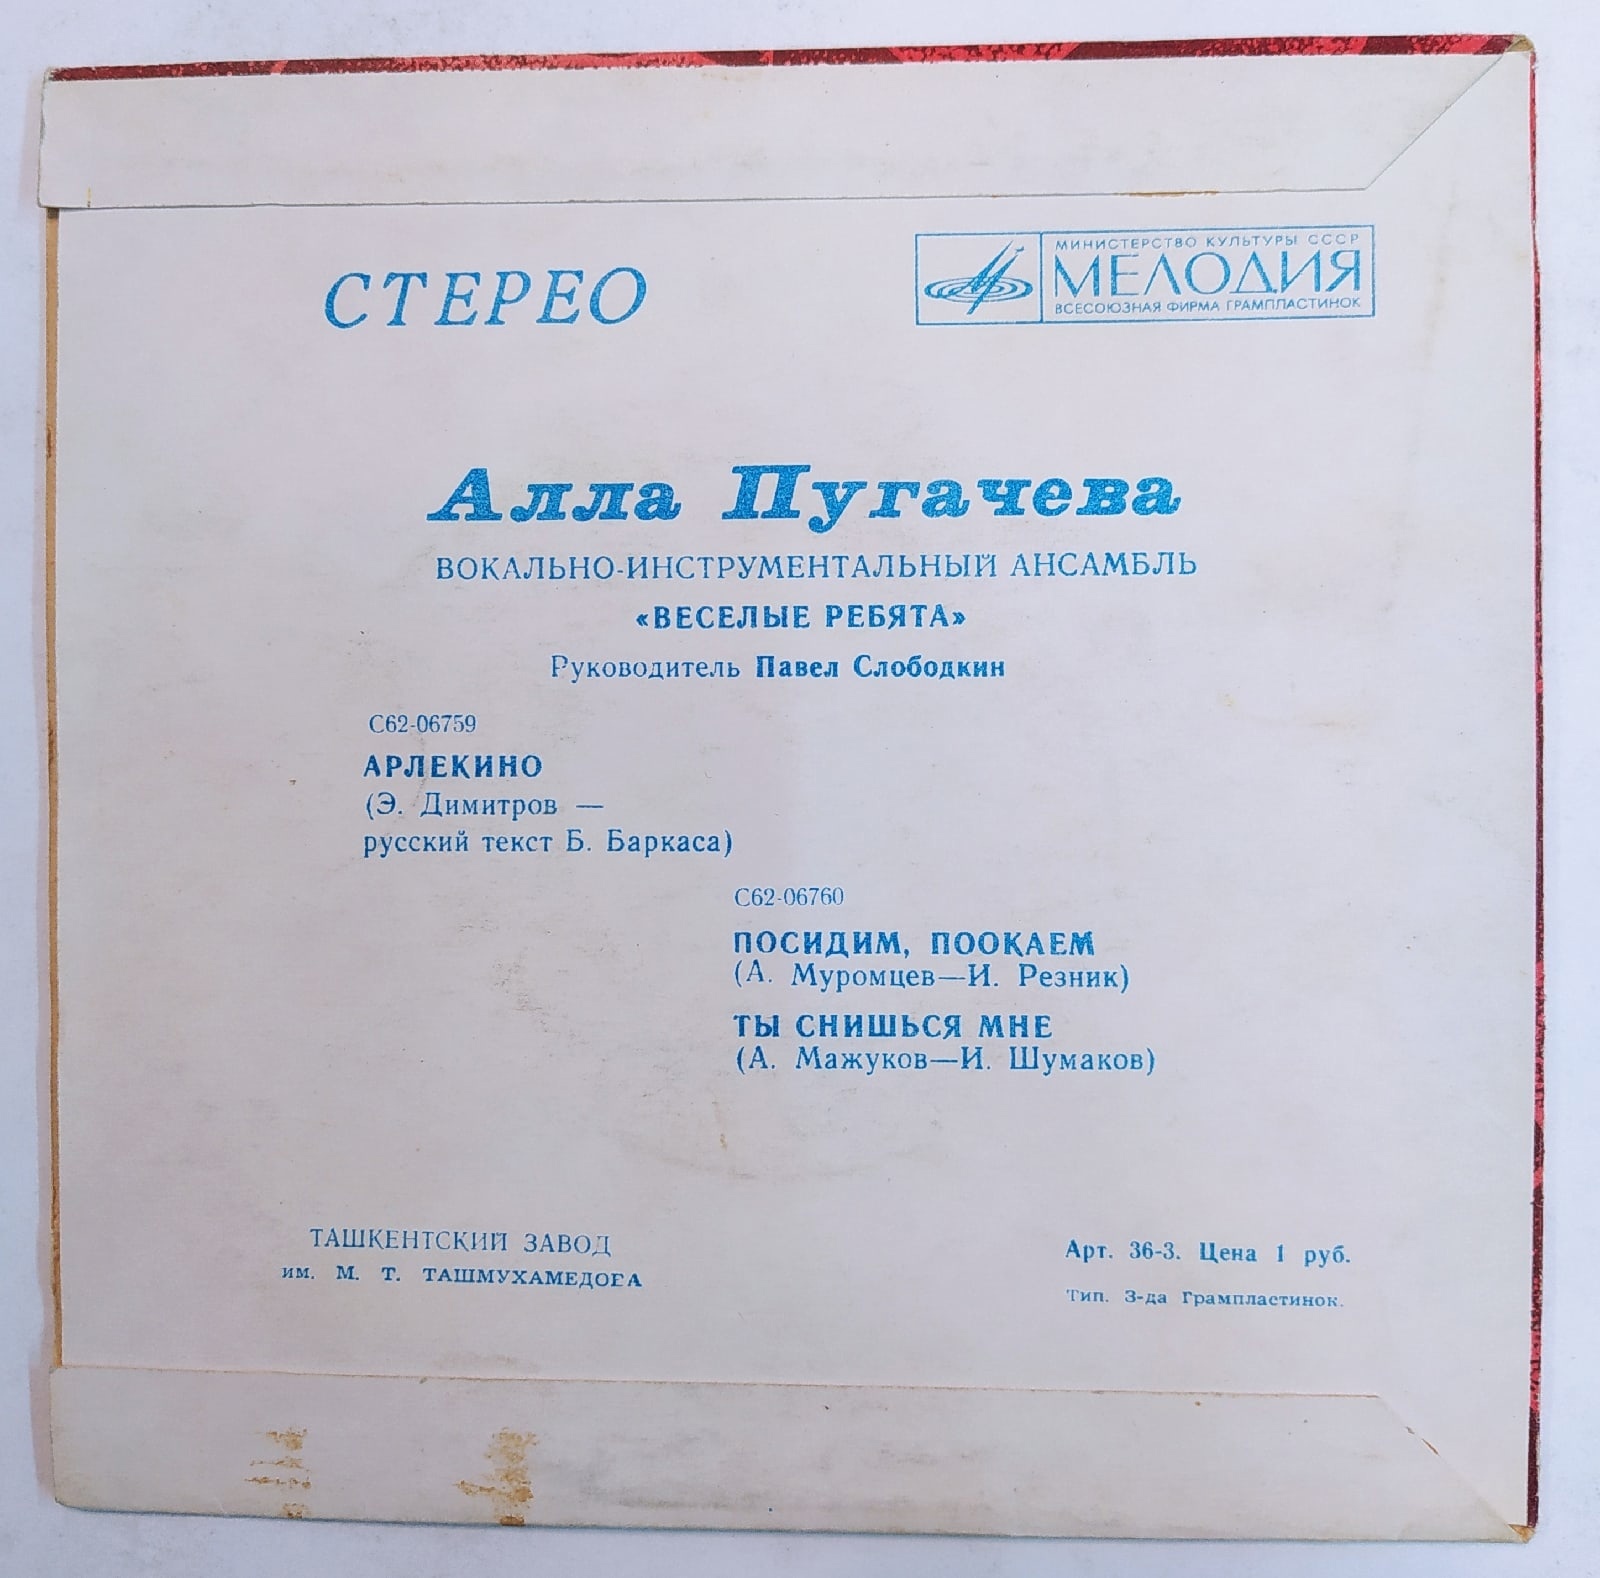 СТЕРЕО
МИНИСТЕРСТВО КУЛЬТУРЫ СССР
МЕЛОДИЯ
ВСЕСОЮЗНАЯ ФИРМА ГРАМПЛАСТИНОК
Алла Пугачева
ВОКАЛЬНО-ИНСТРУМЕНТАЛЬНЫЙ АНСАМБЛЬ
«ВЕСЕЛЫЕ РЕБЯТА»
Руководитель Павел Слободкин
С62-06759
АРЛЕКИНО
(Э. Димитров —
русский текст Б. Баркаса)
С62-06760
ПОСИДИМ, ПООКАЕМ
(А. Муромцев—И. Резник)
ТЫ СНИШЬСЯ МНЕ
(А. Мажуков—И. Шумаков)
ТАШКЕНТСКИЙ ЗАВОД
им. М. Т. ТАШМУХАМЕДОВА
Арт. 36-3. Цена 1 руб.
Тип. З-да Грампластинок.